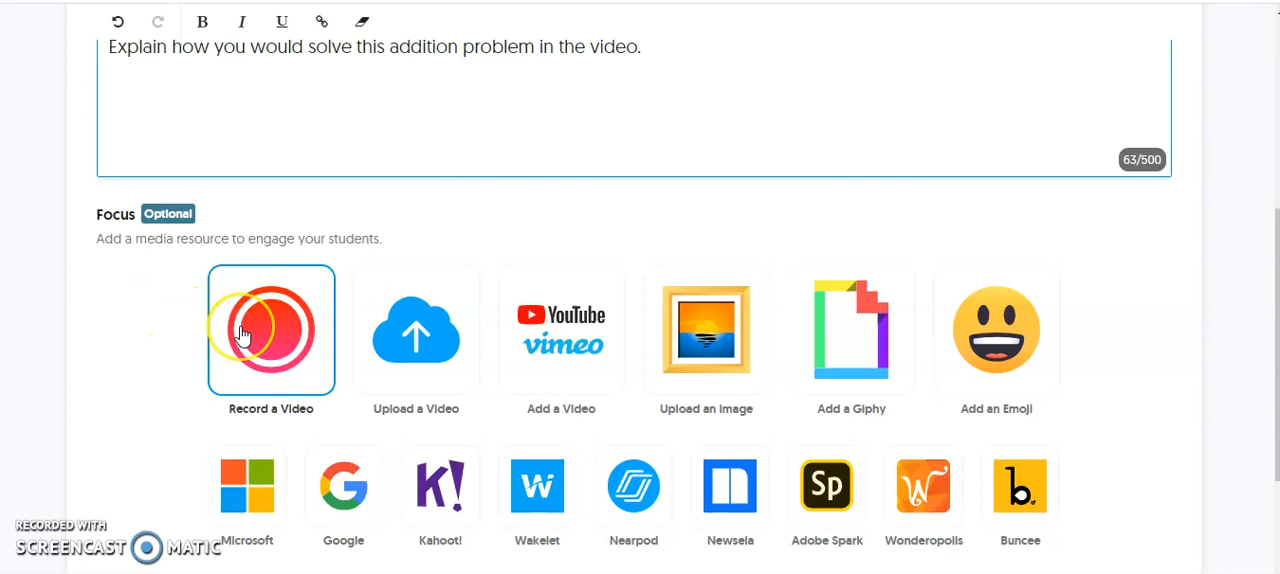 B I U
Explain how you would solve this addition problem in the video.
63/500
Focus Optional
Add a media resource to engage your students.
YouTube
vimeo
Record a Video Upload a Video Add a Video Upload an Image Add a Giphy Add an Emoji
K! W Sp W b
Microsoft Google Kahoot! Wakelet Nearpod Newsela Adobe Spark Wonderopolis Buncee
RECORDED WITH
SCREENCAST MATIC